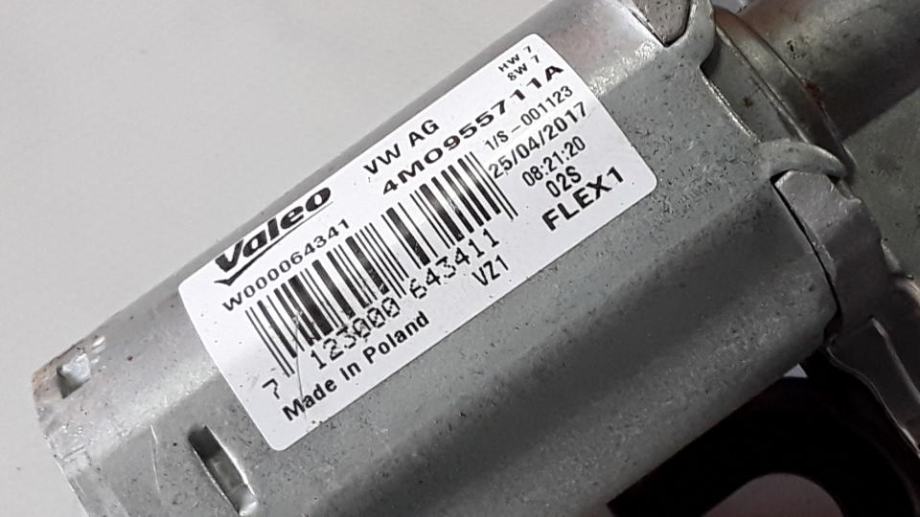 Valeo
VW AG
HW 7
SW 7
4M0955711A
W000064341
1/S-001123
25/04/2017
08:21:20
02S
FLEX1
7 123000 643411
VZ1
Made in Poland